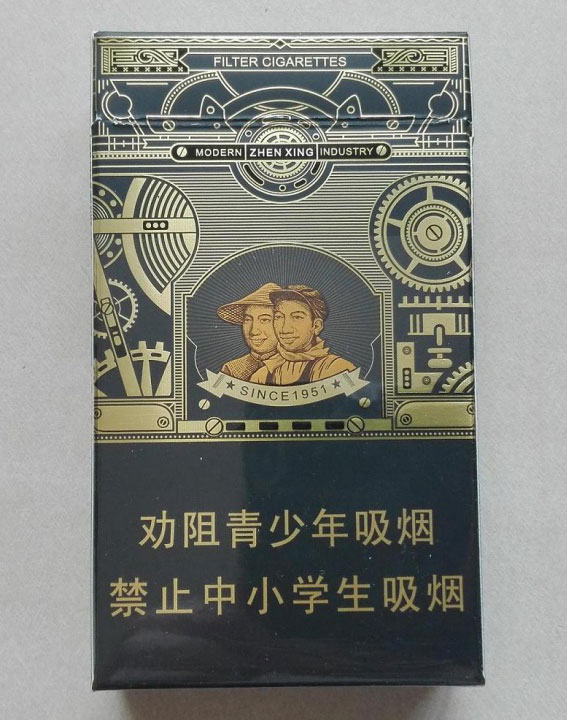 FILTER CIGARETTES
MODERN ZHEN XING INDUSTRY
SINCE1951
劝阻青少年吸烟
禁止中小学生吸烟